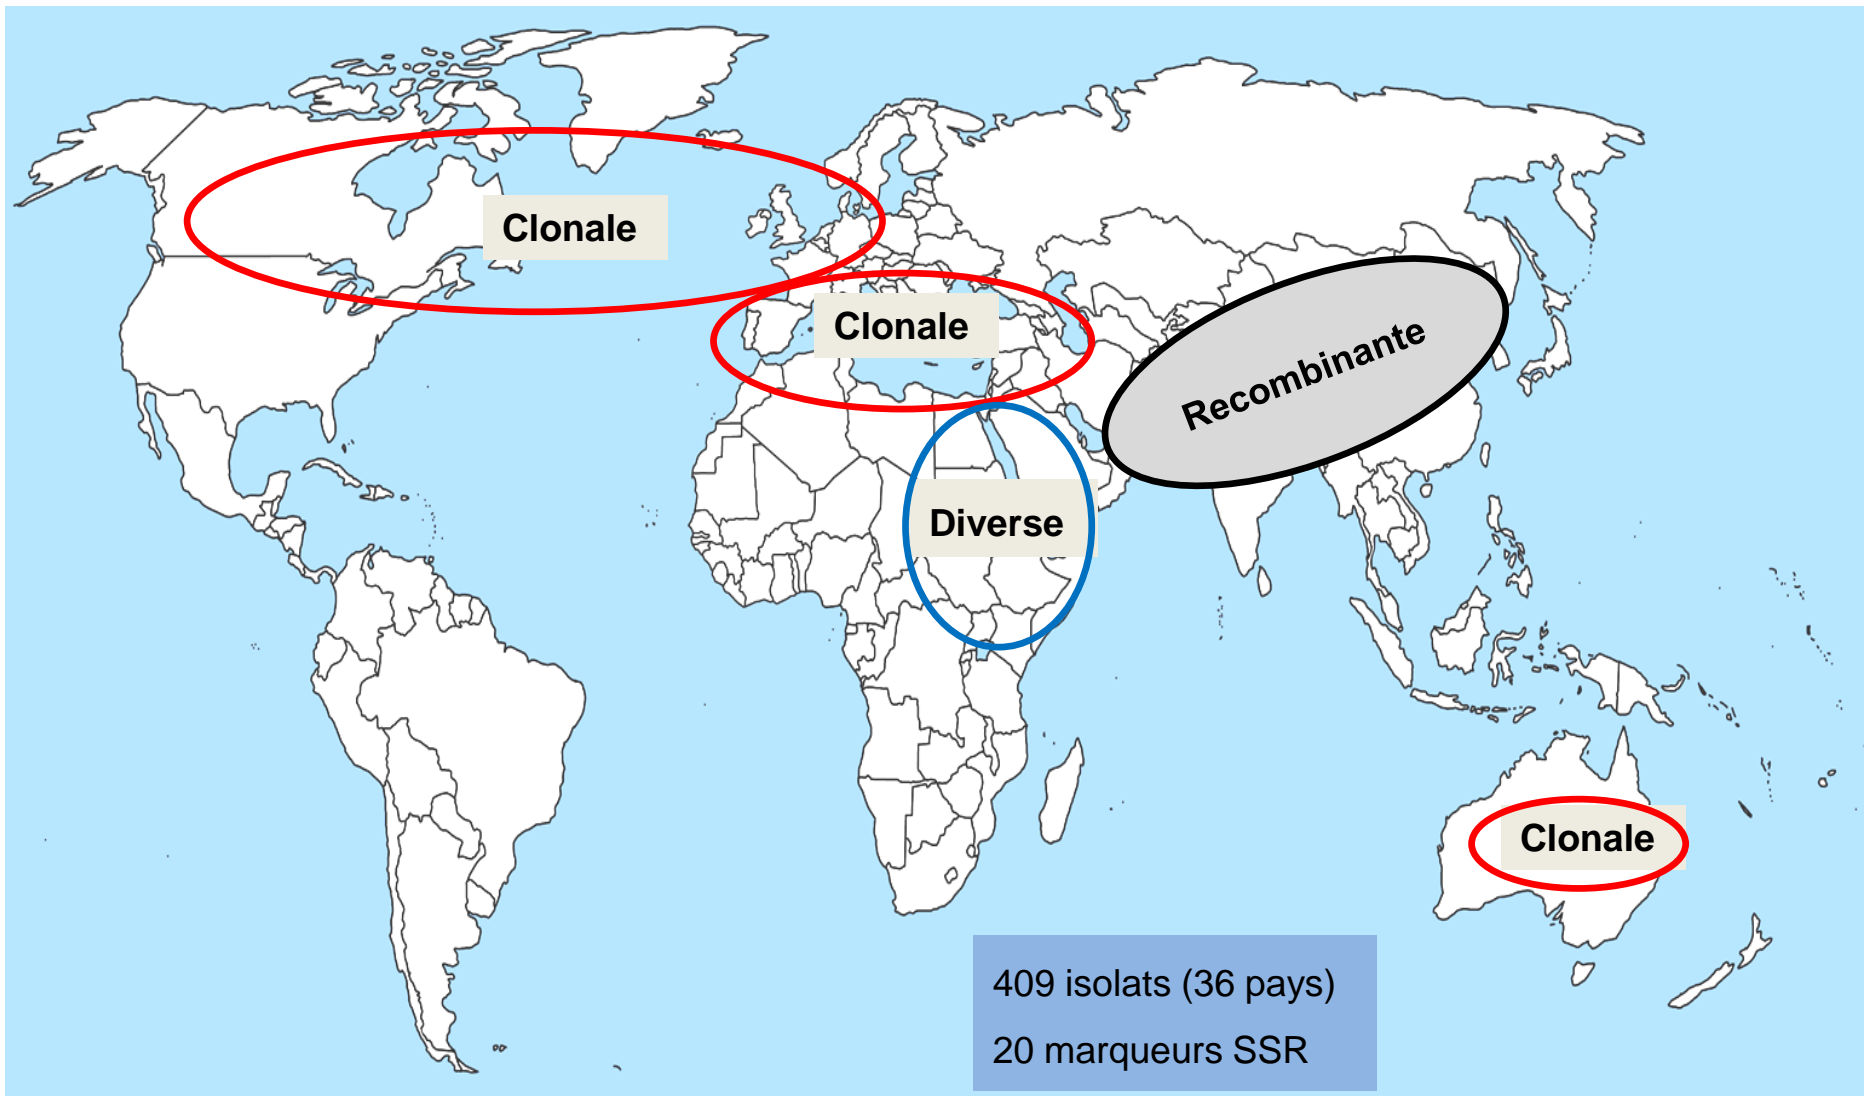 Clonale
Clonale
Recombinante
Diverse
Clonale
409 isolats (36 pays)
20 marqueurs SSR